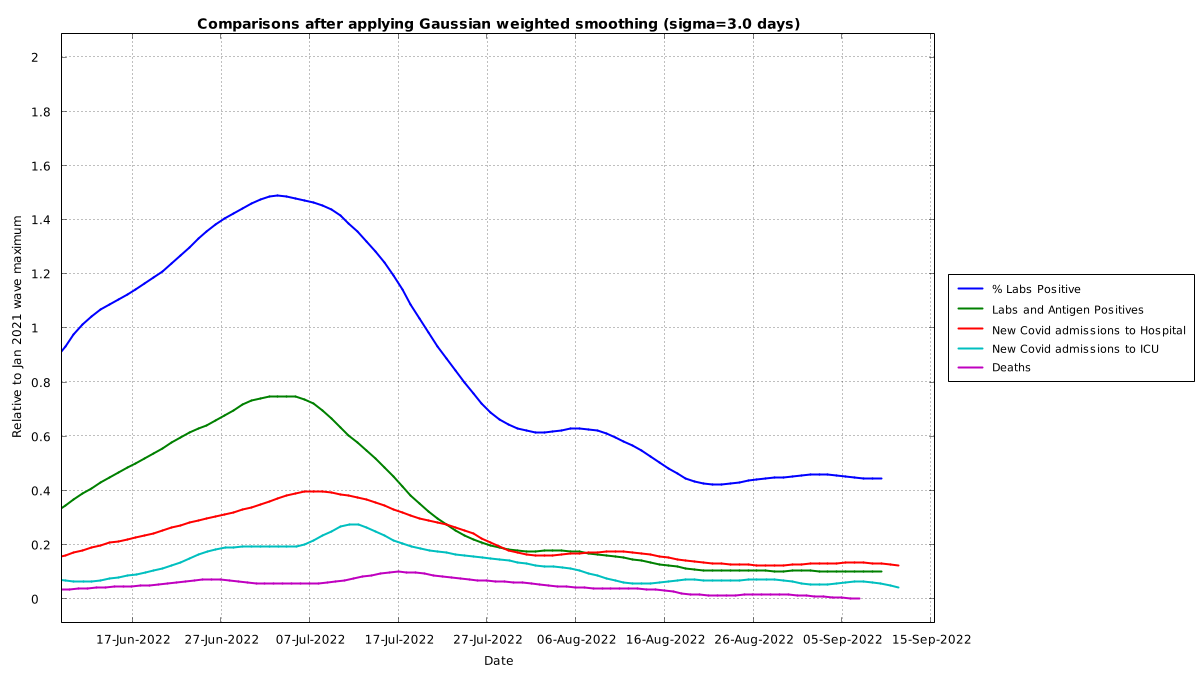 Comparisons after applying Gaussian weighted smoothing (sigma=3.0 days)
Relative to Jan 2021 wave maximum
2
1.8
1.6
1.4
1.2
1
0.8
0.6
0.4
0.2
0
17-Jun-2022 27-Jun-2022 07-Jul-2022 17-Jul-2022 27-Jul-2022 06-Aug-2022 16-Aug-2022 26-Aug-2022 05-Sep-2022 15-Sep-2022
Date
% Labs Positive
Labs and Antigen Positives
New Covid admissions to Hospital
New Covid admissions to ICU
Deaths